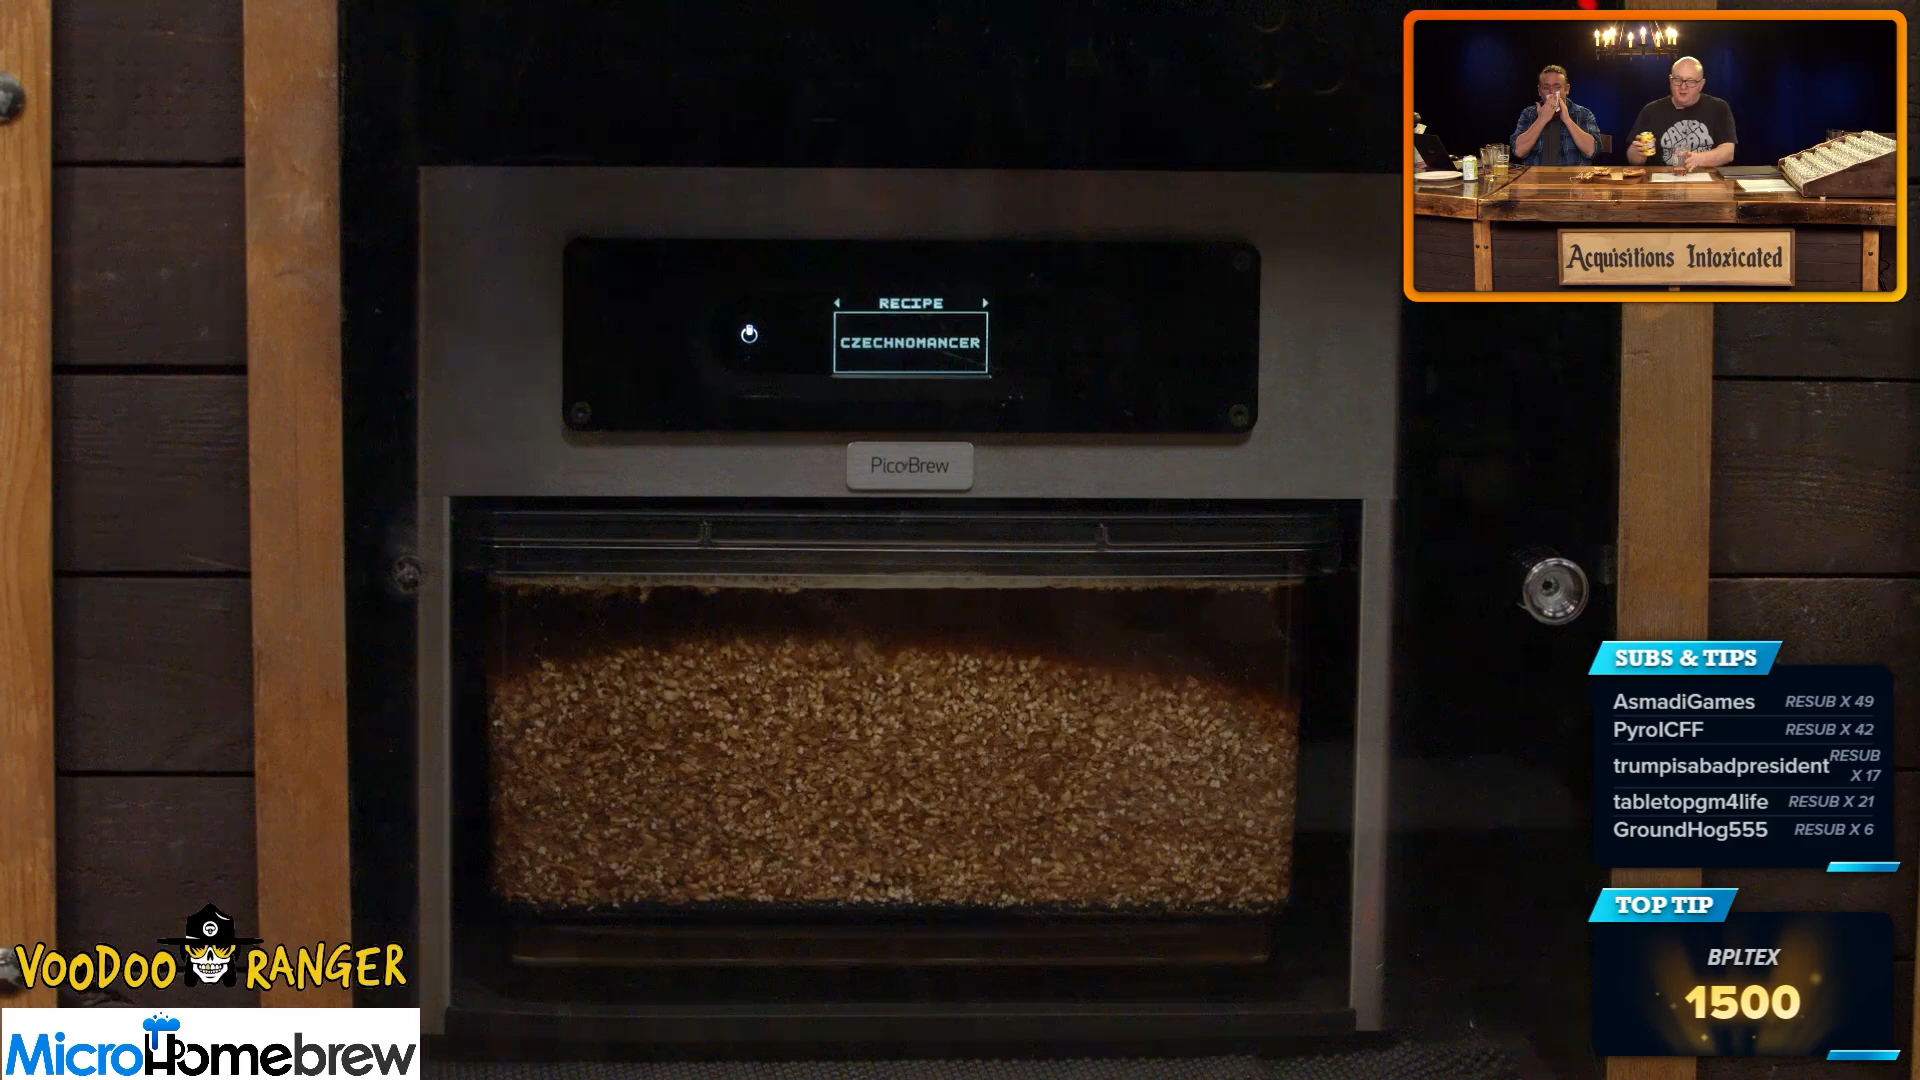 RECIPE
CZECHNOMANCER
PicoBrew
Acquisitions Intoxicated
SUBS & TIPS
AsmadiGames RESUB X 49
PyroICFF RESUB X 42
trumpisabadpresident RESUB X 17
tabletopgm4life RESUB X 21
GroundHog555 RESUB X 6
TOP TIP
BPLTEX
1500
VOODOO RANGER
MicroHomebrew